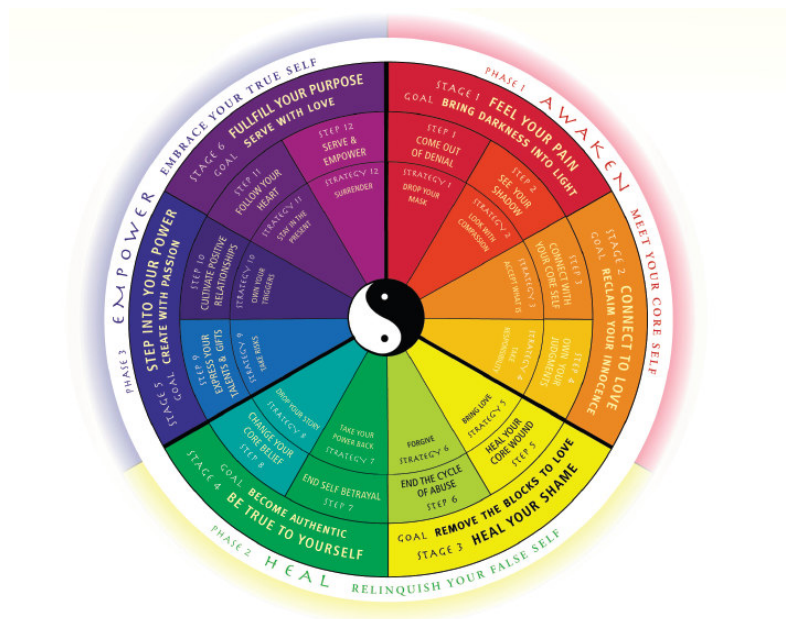 PHASE 1
AWAKEN
MEET YOUR CORE SELF
STAGE 1 FEEL YOUR PAIN
GOAL BRING DARKNESS INTO LIGHT
STEP 1
COME OUT
OF DENIAL
STRATEGY 1
DROP YOUR
MASK
STEP 2
SEE YOUR
SHADOW
STRATEGY 2
LOOK WITH
COMPASSION
STAGE 2 CONNECT TO LOVE
GOAL RECLAIM YOUR INNOCENCE
STEP 3
CONNECT WITH
YOUR CORE SELF
STRATEGY 3
ACCEPT WHAT IS
STEP 4
OWN YOUR
JUDGMENTS
STRATEGY 4
TAKE
RESPONSIBILITY
PHASE 2
HEAL
RELINQUISH YOUR FALSE SELF
GOAL REMOVE THE BLOCKS TO LOVE
STAGE 3 HEAL YOUR SHAME
BRING LOVE
STRATEGY 5
HEAL YOUR
CORE WOUND
STEP 5
FORGIVE
STRATEGY 6
END THE CYCLE
OF ABUSE
STEP 6
GOAL BECOME AUTHENTIC
STAGE 4 BE TRUE TO YOURSELF
TAKE YOUR
POWER BACK
STRATEGY 7
END SELF BETRAYAL
STEP 7
DROP YOUR STORY
STRATEGY 8
CHANGE YOUR
CORE BELIEF
STEP 8
PHASE 3
EMPOWER
EMBRACE YOUR TRUE SELF
STAGE 5 STEP INTO YOUR POWER
GOAL CREATE WITH PASSION
STEP 9
EXPRESS YOUR
TALENTS & GIFTS
STRATEGY 9
TAKE RISKS
STEP 10
CULTIVATE POSITIVE
RELATIONSHIPS
STRATEGY 10
OWN YOUR
TRIGGERS
STAGE 6 FULLFILL YOUR PURPOSE
GOAL SERVE WITH LOVE
STEP 11
FOLLOW YOUR
HEART
STRATEGY 11
STAY IN THE
PRESENT
STEP 12
SERVE &
EMPOWER
STRATEGY 12
SURRENDER